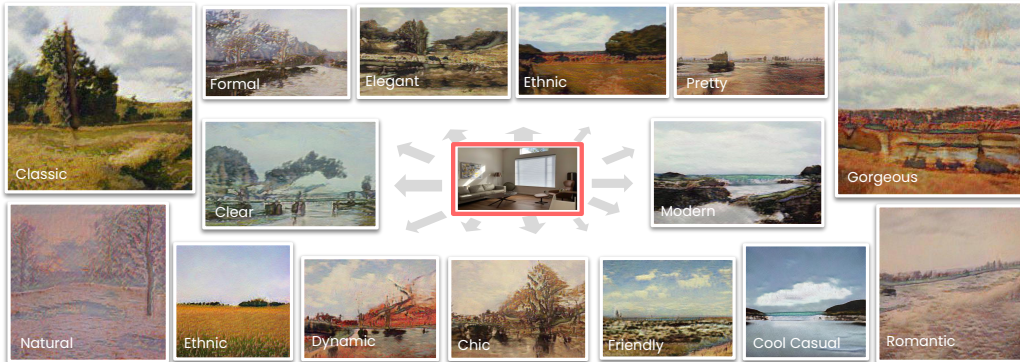 Classic
Formal
Elegant
Ethnic
Pretty
Gorgeous
Clear
Modern
Natural
Ethnic
Dynamic
Chic
Friendly
Cool Casual
Romantic